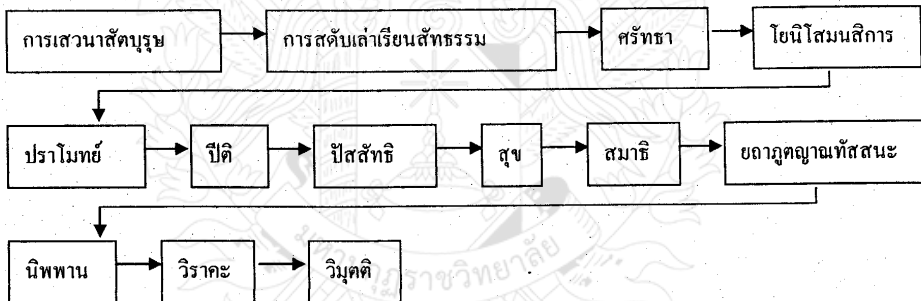 การเสวนาสัตบุรุษ การสดับเล่าเรียนสัทธรรม ศรัทธา โยนิโสมนสิการ
ปราโมทย์ ปีติ ปัสสัทธิ สุข สมาธิ ยถาภูตญาณทัสสนะ
นิพพาน วิราคะ วิมุตติ